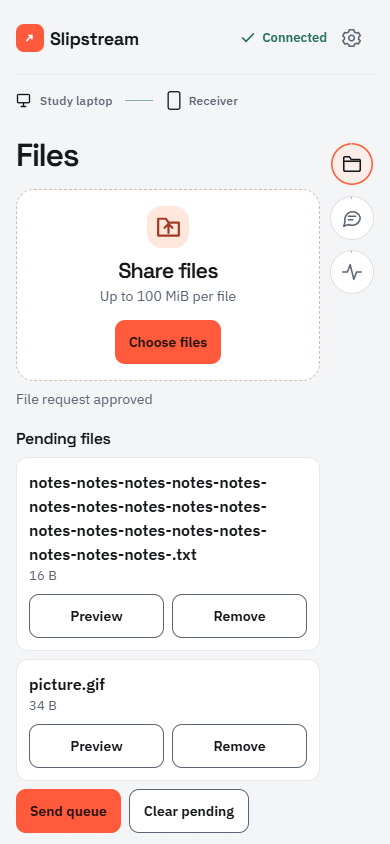 Slipstream
Connected
Study laptop
Receiver
Files
Share files
Up to 100 MiB per file
Choose files
File request approved
Pending files
notes-notes-notes-notes-notes-
notes-notes-notes-notes-notes-
notes-notes-notes-notes-notes-
notes-notes-notes-.txt
16 B
Preview
Remove
picture.gif
34 B
Preview
Remove
Send queue
Clear pending